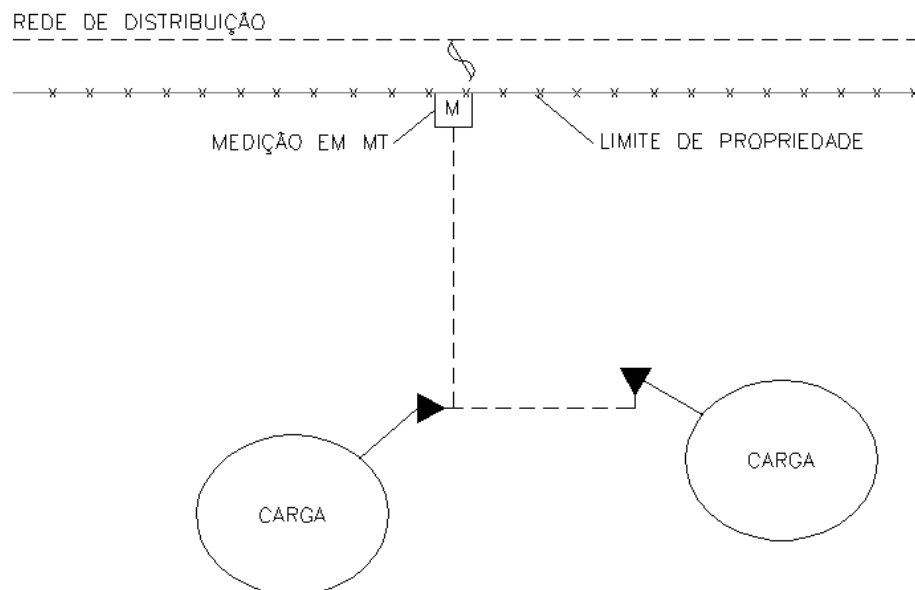 REDE DE DISTRIBUIÇÃO
M
MEDIÇÃO EM MT
LIMITE DE PROPRIEDADE
CARGA
CARGA